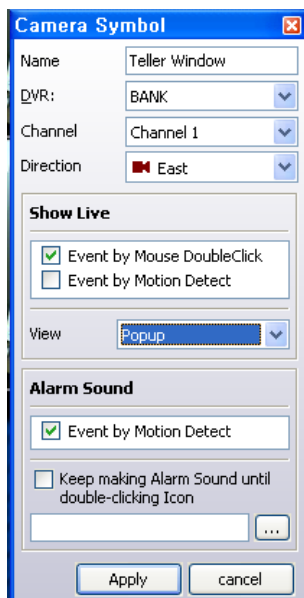 Camera Symbol
Name Teller Window
DVR: BANK
Channel Channel 1
Direction East
Show Live
Event by Mouse DoubleClick
Event by Motion Detect
View Popup
Alarm Sound
Event by Motion Detect
Keep making Alarm Sound until
double-clicking Icon
...
Apply cancel